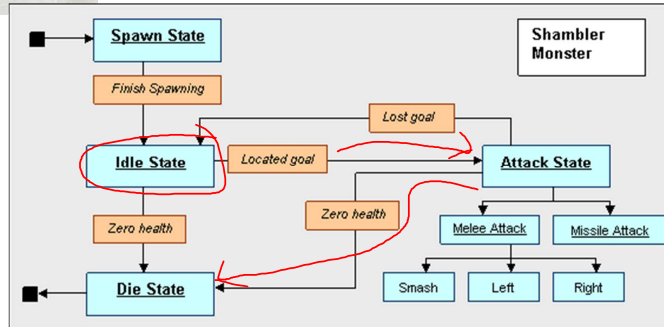 Spawn State
Shambler
Monster
Finish Spawning
Lost goal
Idle State
Located goal
Attack State
Zero health
Zero health
Melee Attack
Missile Attack
Die State
Smash
Left
Right